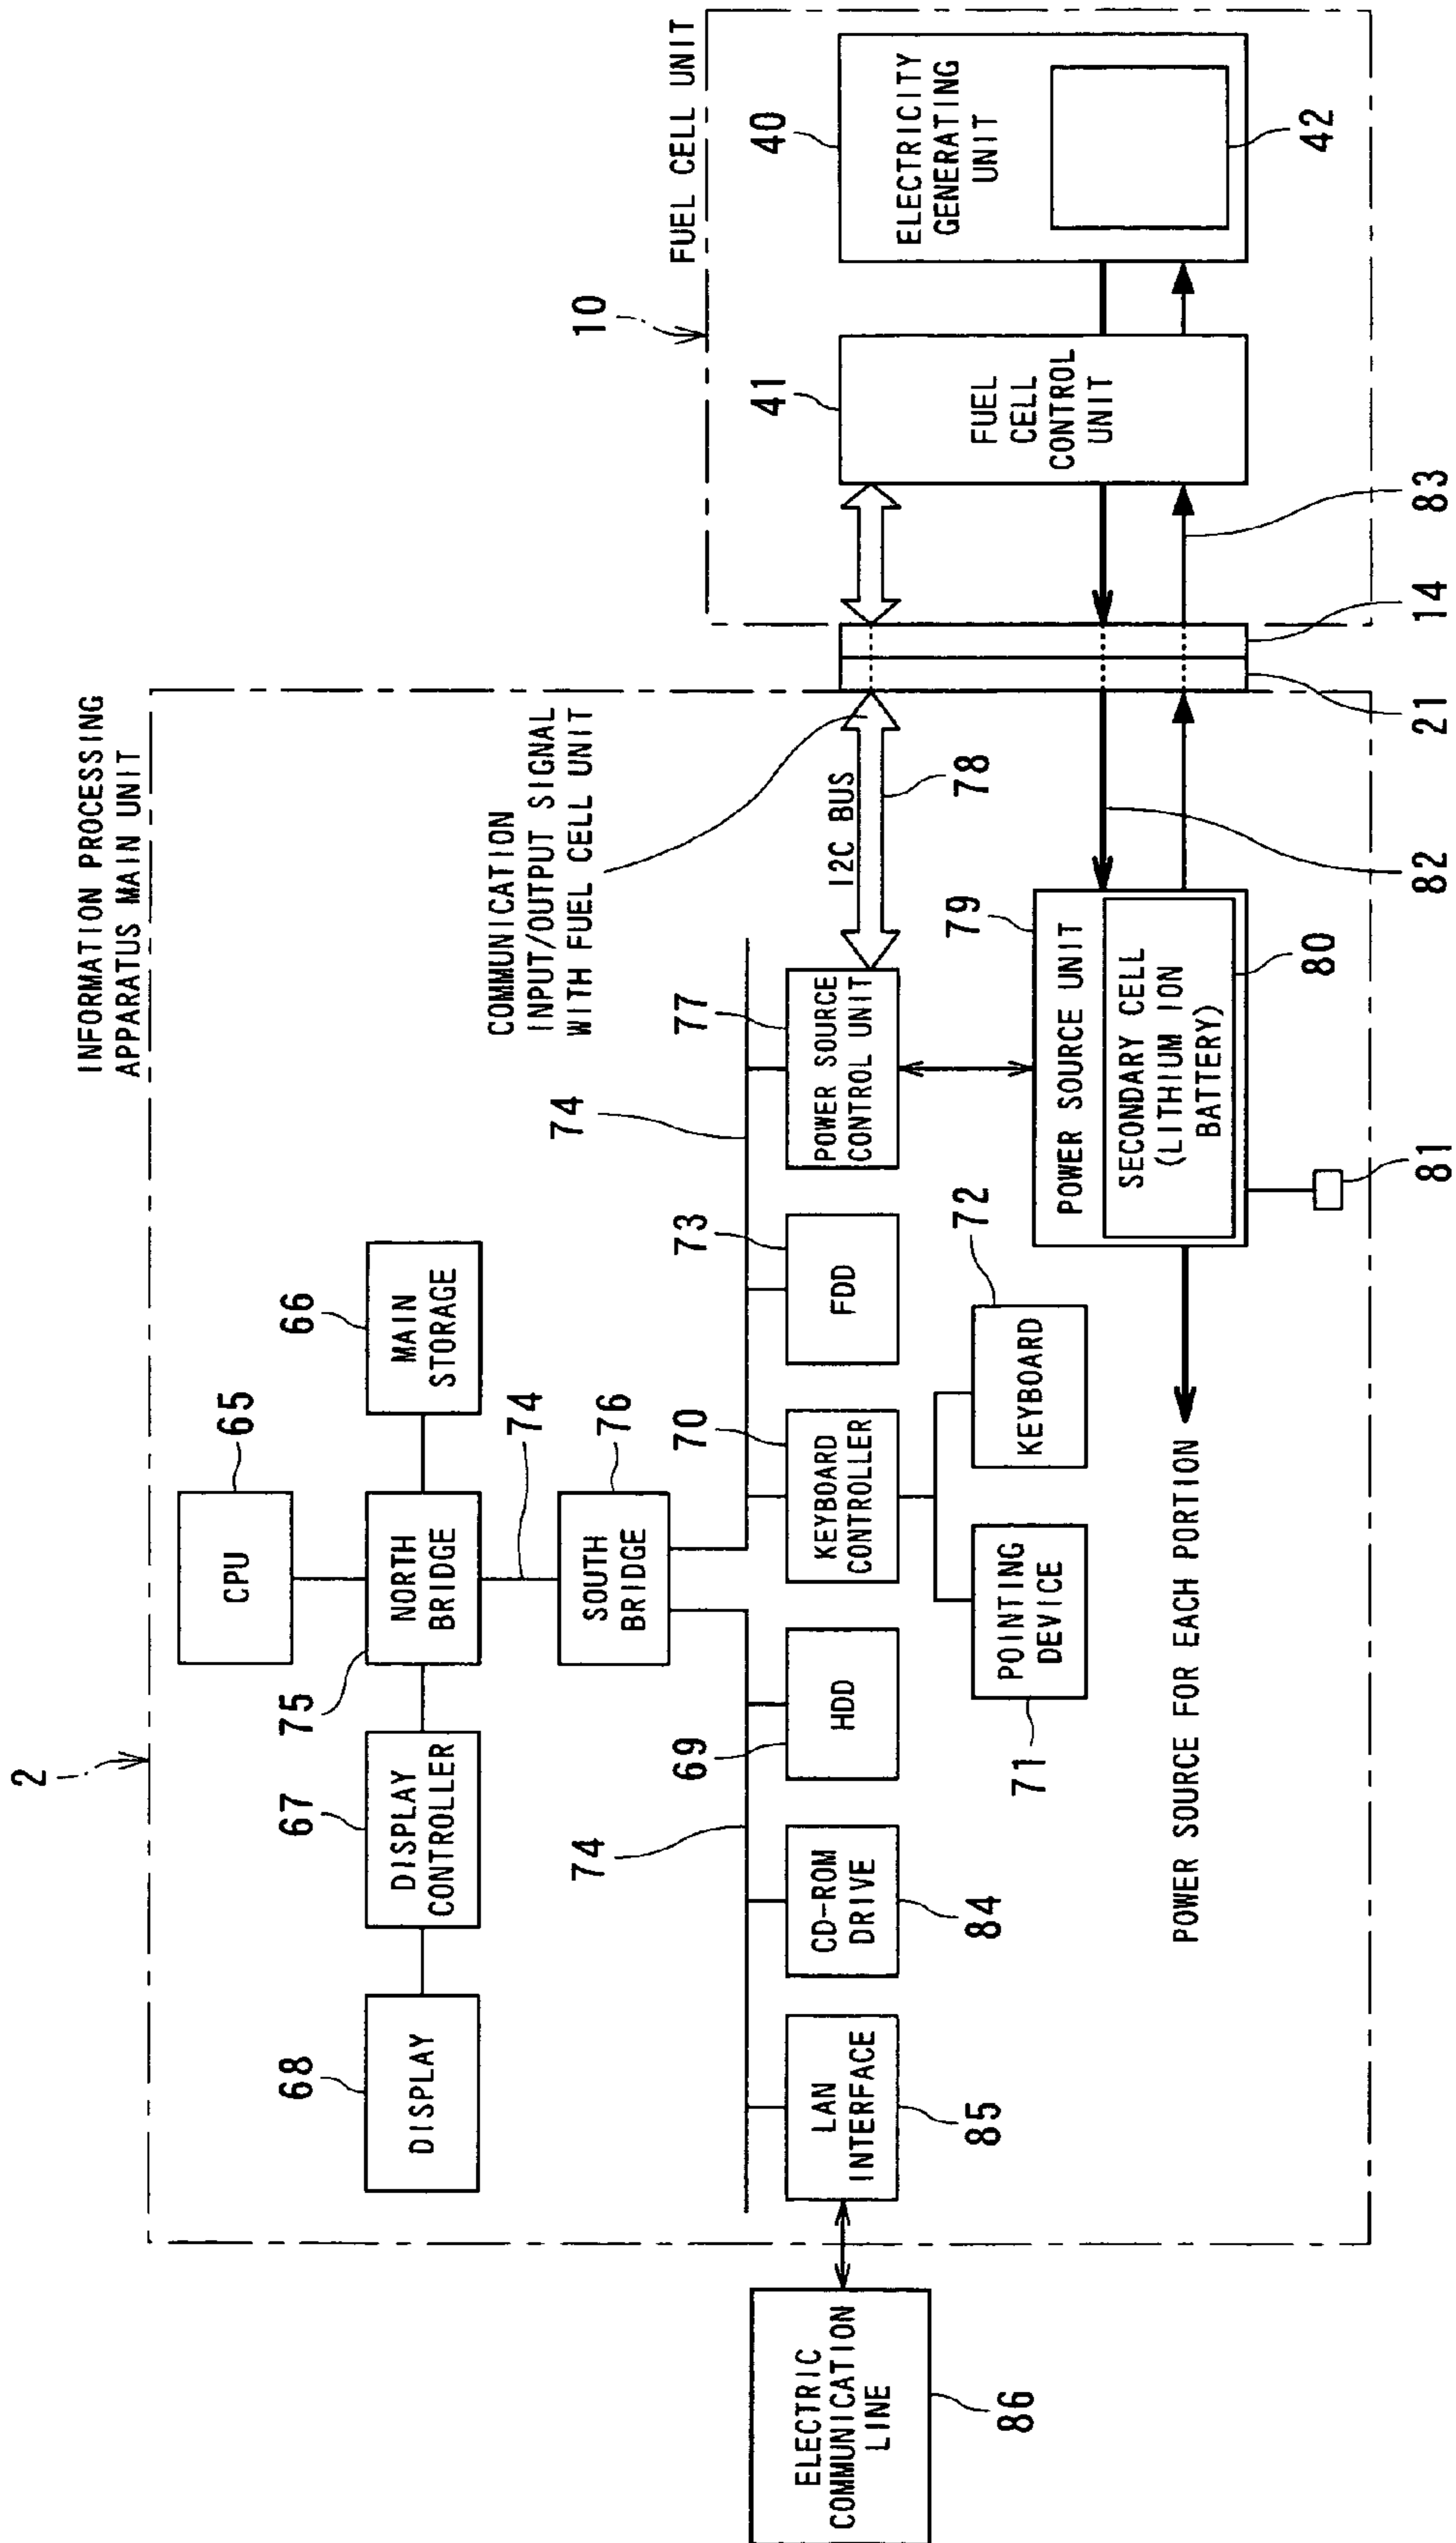 INFORMATION PROCESSING
APPARATUS MAIN UNIT
2
68
DISPLAY
67
DISPLAY
CONTROLLER
75
NORTH
BRIDGE
65
CPU
66
MAIN
STORAGE
74
76
SOUTH
BRIDGE
74
74
COMMUNICATION
INPUT/OUTPUT SIGNAL
WITH FUEL CELL UNIT
85
LAN
INTERFACE
84
CD-ROM
DRIVE
69
HDD
70
KEYBOARD
CONTROLLER
73
FDD
77
POWER SOURCE
CONTROL UNIT
I2C BUS
78
71
POINTING
DEVICE
72
KEYBOARD
79
POWER SOURCE UNIT
SECONDARY CELL
(LITHIUM ION
BATTERY)
80
81
82
POWER SOURCE FOR EACH PORTION
ELECTRIC
COMMUNICATION
LINE
86
21
14
83
FUEL CELL UNIT
10
41
FUEL
CELL
CONTROL
UNIT
40
ELECTRICITY
GENERATING
UNIT
42